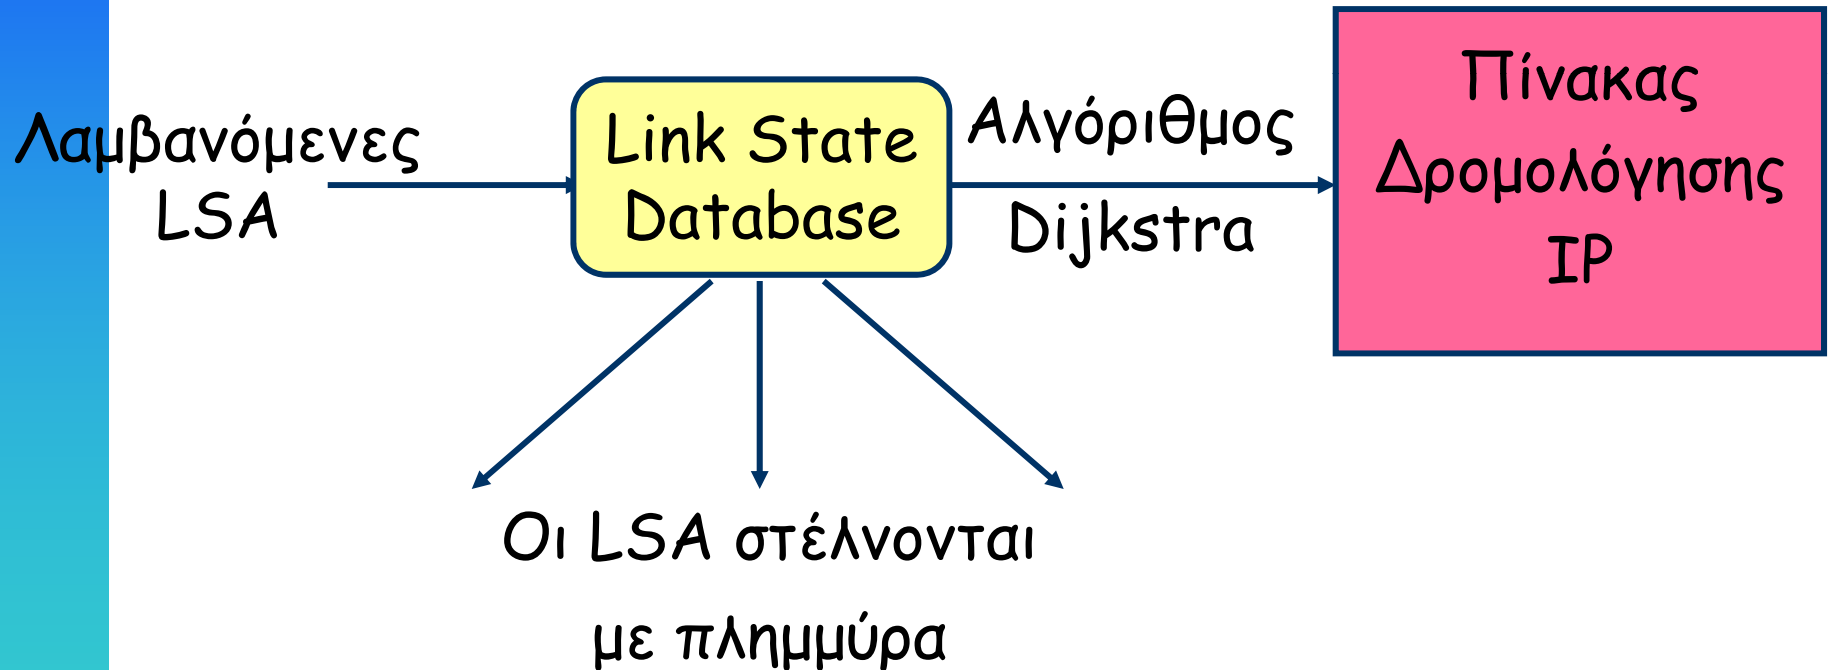 Λαμβανόμενες
LSA
Link State
Database
Αλγόριθμος
Dijkstra
Πίνακας
Δρομολόγησης
IP
Οι LSA στέλνονται
με πλημμύρα